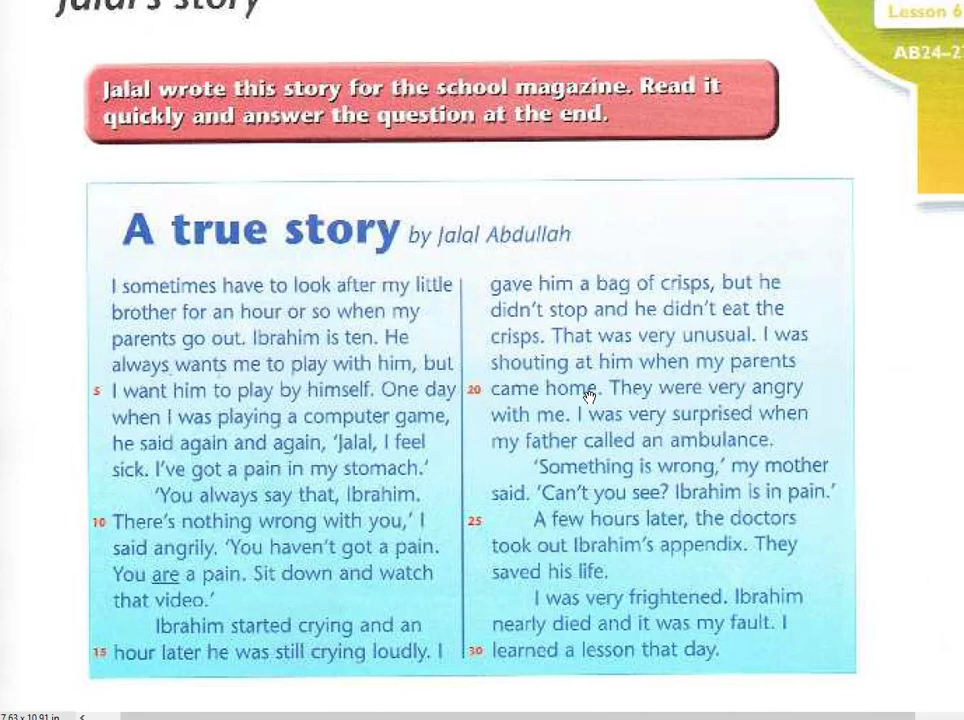 Jalal's story
Lesson 6
AB24–2
Jalal wrote this story for the school magazine. Read it
quickly and answer the question at the end.
A true story by Jalal Abdullah
I sometimes have to look after my little
brother for an hour or so when my
parents go out. Ibrahim is ten. He
always wants me to play with him, but
5 I want him to play by himself. One day
when I was playing a computer game,
he said again and again, 'Jalal, I feel
sick. I've got a pain in my stomach.'
'You always say that, Ibrahim.
10 There's nothing wrong with you,' I
said angrily. 'You haven't got a pain.
You are a pain. Sit down and watch
that video.'
Ibrahim started crying and an
15 hour later he was still crying loudly. I
gave him a bag of crisps, but he
didn't stop and he didn't eat the
crisps. That was very unusual. I was
shouting at him when my parents
20 came home. They were very angry
with me. I was very surprised when
my father called an ambulance.
'Something is wrong,' my mother
said. 'Can't you see? Ibrahim is in pain.'
25 A few hours later, the doctors
took out Ibrahim's appendix. They
saved his life.
I was very frightened. Ibrahim
nearly died and it was my fault. I
30 learned a lesson that day.
7.63 x 10.91 in